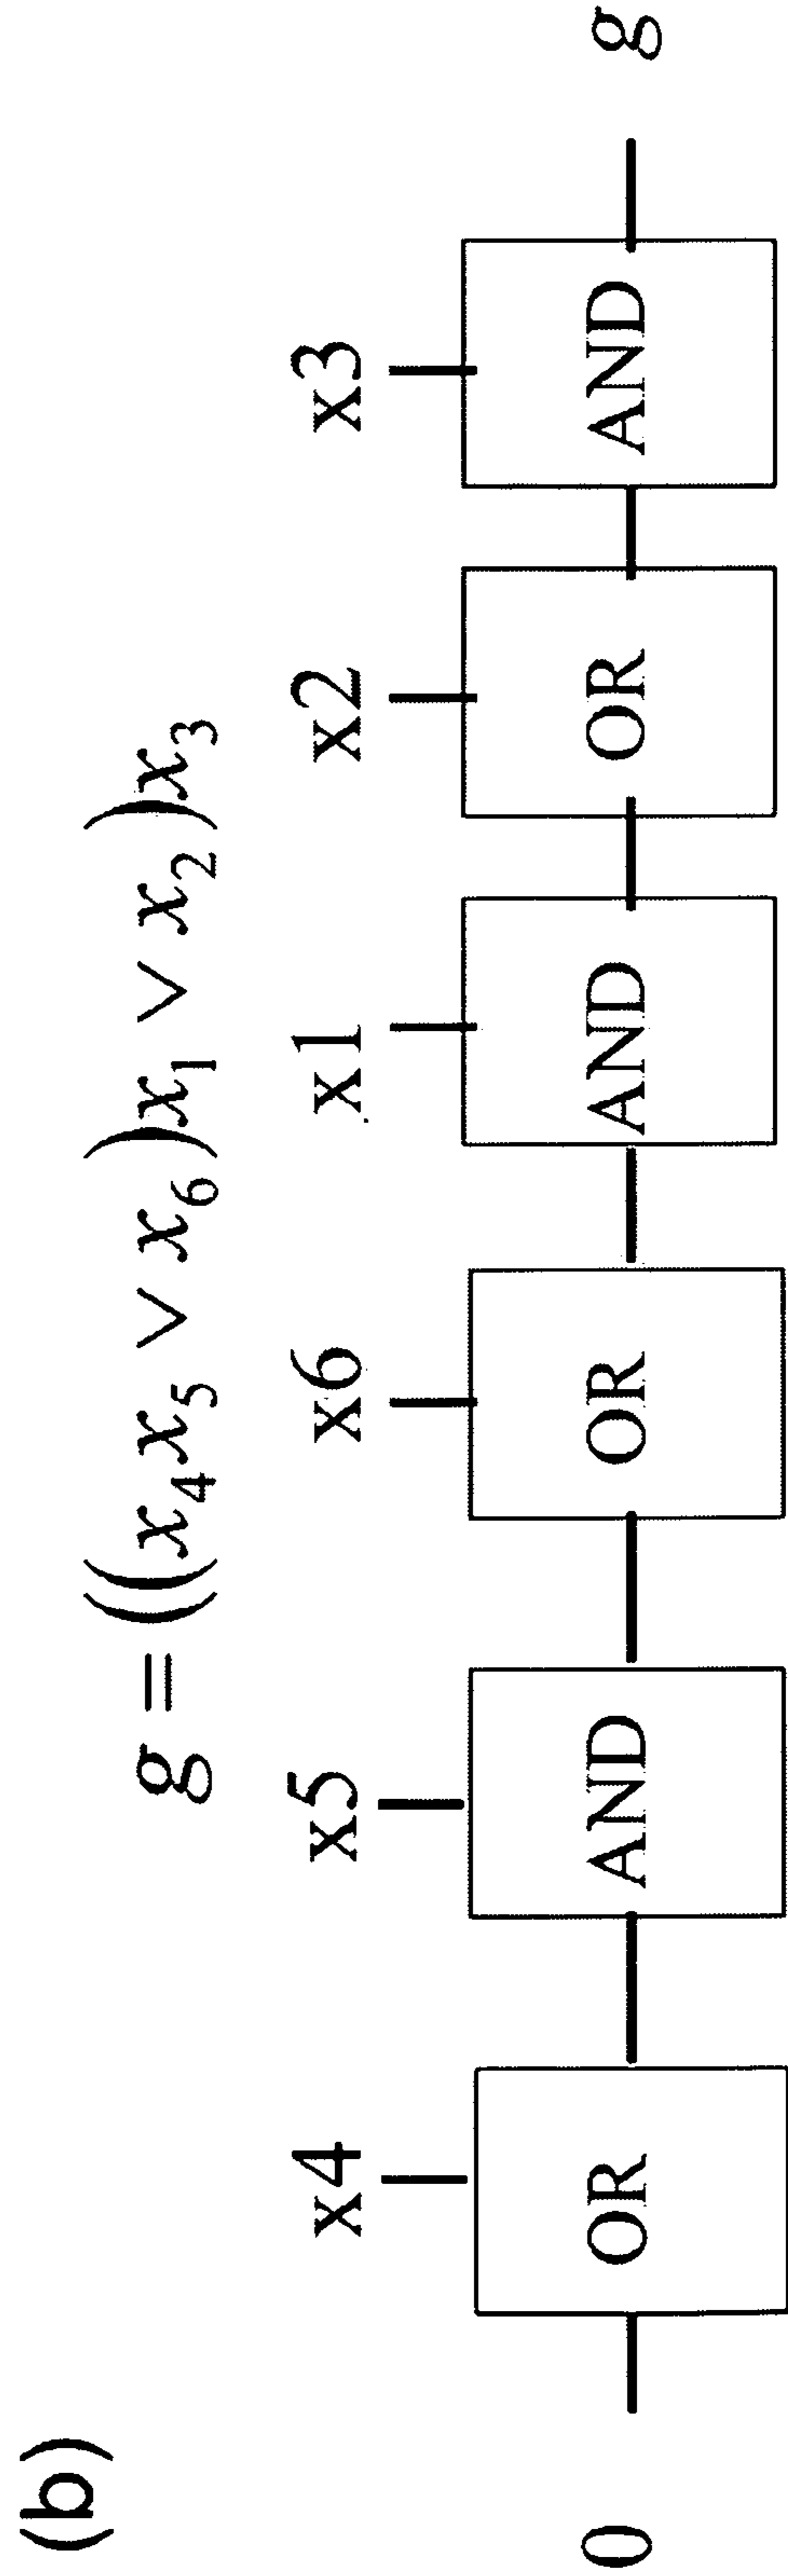 (b)
g = ((x₄x₅ ∨ x₆)x₁ ∨ x₂)x₃
x4 x5 x6 x1 x2 x3
0 OR AND OR AND OR AND g